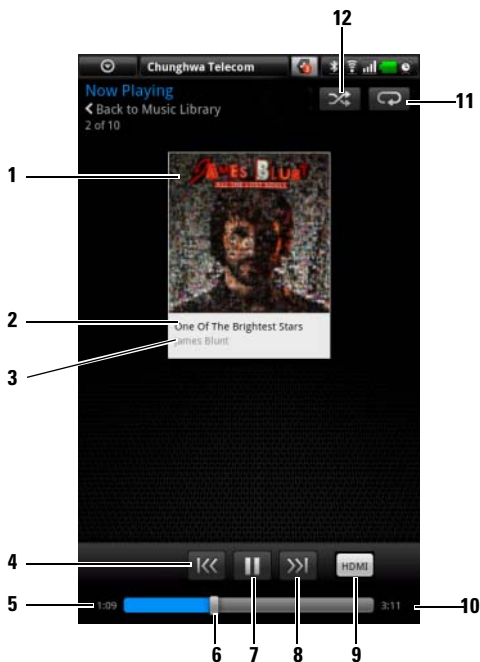 12
Chunghwa Telecom
Now Playing
Back to Music Library
2 of 10
11
1
JAMES BLUNT
ALL THE LOST SOULS
2
One Of The Brightest Stars
James Blunt
3
4
HDMI
5
1:09
3:11
10
6
7
8
9